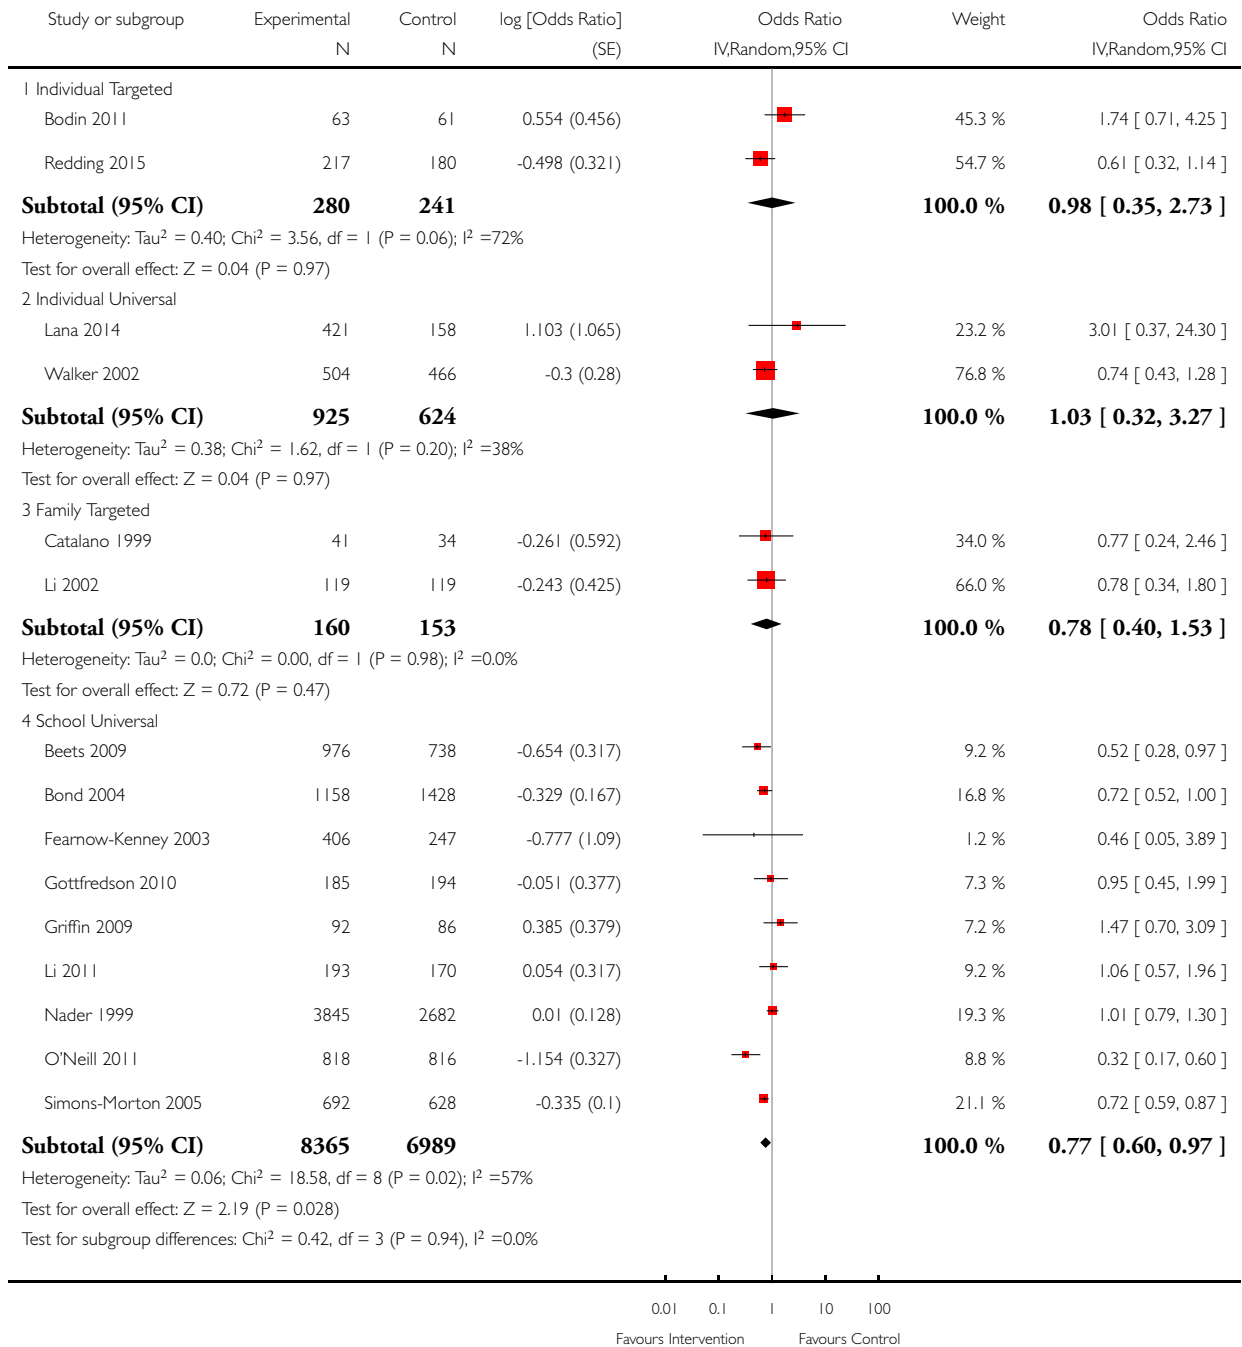 Study or subgroup Experimental Control log [Odds Ratio] Odds Ratio Weight Odds Ratio
N N (SE) IV,Random,95% CI IV,Random,95% CI
1 Individual Targeted
Bodin 2011 63 61 0.554 (0.456) 45.3 % 1.74 [ 0.71, 4.25 ]
Redding 2015 217 180 -0.498 (0.321) 54.7 % 0.61 [ 0.32, 1.14 ]
Subtotal (95% CI) 280 241 100.0 % 0.98 [ 0.35, 2.73 ]
Heterogeneity: Tau² = 0.40; Chi² = 3.56, df = 1 (P = 0.06); I² =72%
Test for overall effect: Z = 0.04 (P = 0.97)
2 Individual Universal
Lana 2014 421 158 1.103 (1.065) 23.2 % 3.01 [ 0.37, 24.30 ]
Walker 2002 504 466 -0.3 (0.28) 76.8 % 0.74 [ 0.43, 1.28 ]
Subtotal (95% CI) 925 624 100.0 % 1.03 [ 0.32, 3.27 ]
Heterogeneity: Tau² = 0.38; Chi² = 1.62, df = 1 (P = 0.20); I² =38%
Test for overall effect: Z = 0.04 (P = 0.97)
3 Family Targeted
Catalano 1999 41 34 -0.261 (0.592) 34.0 % 0.77 [ 0.24, 2.46 ]
Li 2002 119 119 -0.243 (0.425) 66.0 % 0.78 [ 0.34, 1.80 ]
Subtotal (95% CI) 160 153 100.0 % 0.78 [ 0.40, 1.53 ]
Heterogeneity: Tau² = 0.0; Chi² = 0.00, df = 1 (P = 0.98); I² =0.0%
Test for overall effect: Z = 0.72 (P = 0.47)
4 School Universal
Beets 2009 976 738 -0.654 (0.317) 9.2 % 0.52 [ 0.28, 0.97 ]
Bond 2004 1158 1428 -0.329 (0.167) 16.8 % 0.72 [ 0.52, 1.00 ]
Fearnow-Kenney 2003 406 247 -0.777 (1.09) 1.2 % 0.46 [ 0.05, 3.89 ]
Gottfredson 2010 185 194 -0.051 (0.377) 7.3 % 0.95 [ 0.45, 1.99 ]
Griffin 2009 92 86 0.385 (0.379) 7.2 % 1.47 [ 0.70, 3.09 ]
Li 2011 193 170 0.054 (0.317) 9.2 % 1.06 [ 0.57, 1.96 ]
Nader 1999 3845 2682 0.01 (0.128) 19.3 % 1.01 [ 0.79, 1.30 ]
O'Neill 2011 818 816 -1.154 (0.327) 8.8 % 0.32 [ 0.17, 0.60 ]
Simons-Morton 2005 692 628 -0.335 (0.1) 21.1 % 0.72 [ 0.59, 0.87 ]
Subtotal (95% CI) 8365 6989 100.0 % 0.77 [ 0.60, 0.97 ]
Heterogeneity: Tau² = 0.06; Chi² = 18.58, df = 8 (P = 0.02); I² =57%
Test for overall effect: Z = 2.19 (P = 0.028)
Test for subgroup differences: Chi² = 0.42, df = 3 (P = 0.94), I² =0.0%
0.01 0.1 1 10 100
Favours Intervention Favours Control